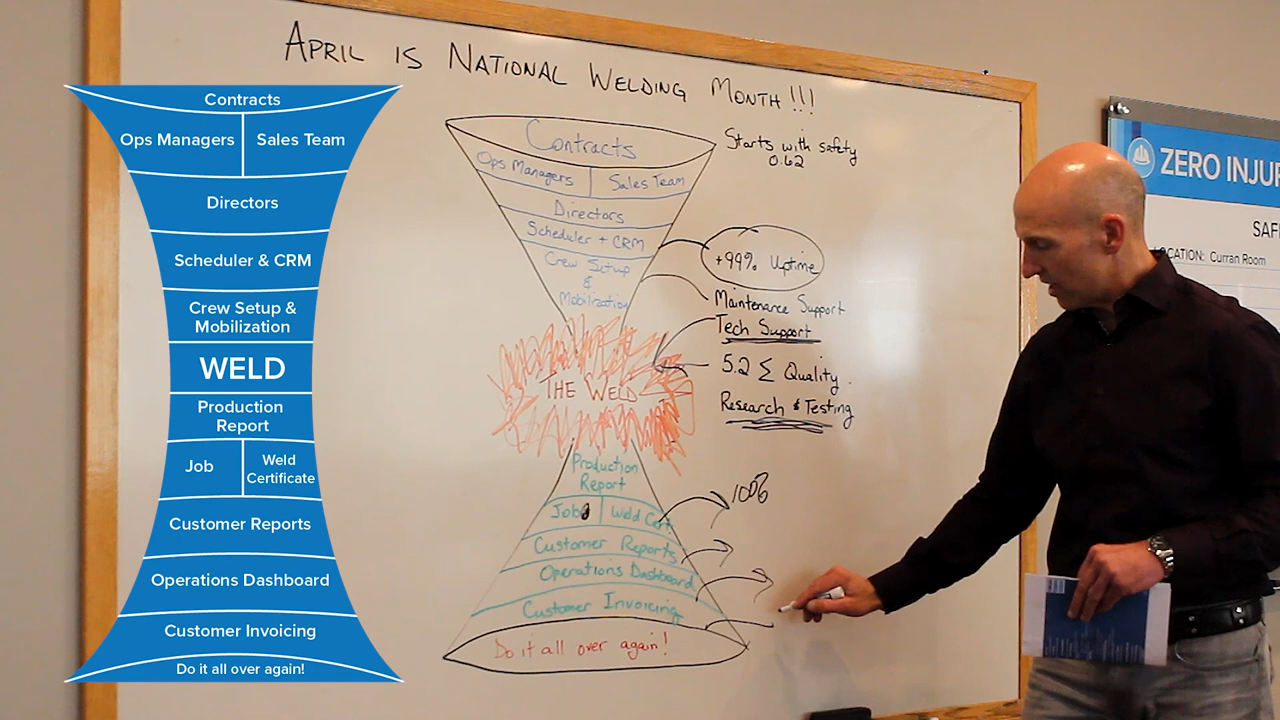 APRIL IS NATIONAL WELDING MONTH!!!
Contracts
Ops Managers
Sales Team
Directors
Scheduler & CRM
Crew Setup &
Mobilization
WELD
Production
Report
Job
Weld
Certificate
Customer Reports
Operations Dashboard
Customer Invoicing
Do it all over again!
Contracts
Ops Managers
Sales Team
Directors
Scheduler + CRM
Crew Setup
&
Mobilization
THE WELD
Production
Report
Job
Weld Cert
Customer Reports
Operations Dashboard
Customer Invoicing
Do it all over again!
Starts with safety
0.62
+99% Uptime
Maintenance Support
Tech Support
5.2 Σ Quality
Research & Testing
100%
ZERO INJU
SAF
LOCATION: Curran Room